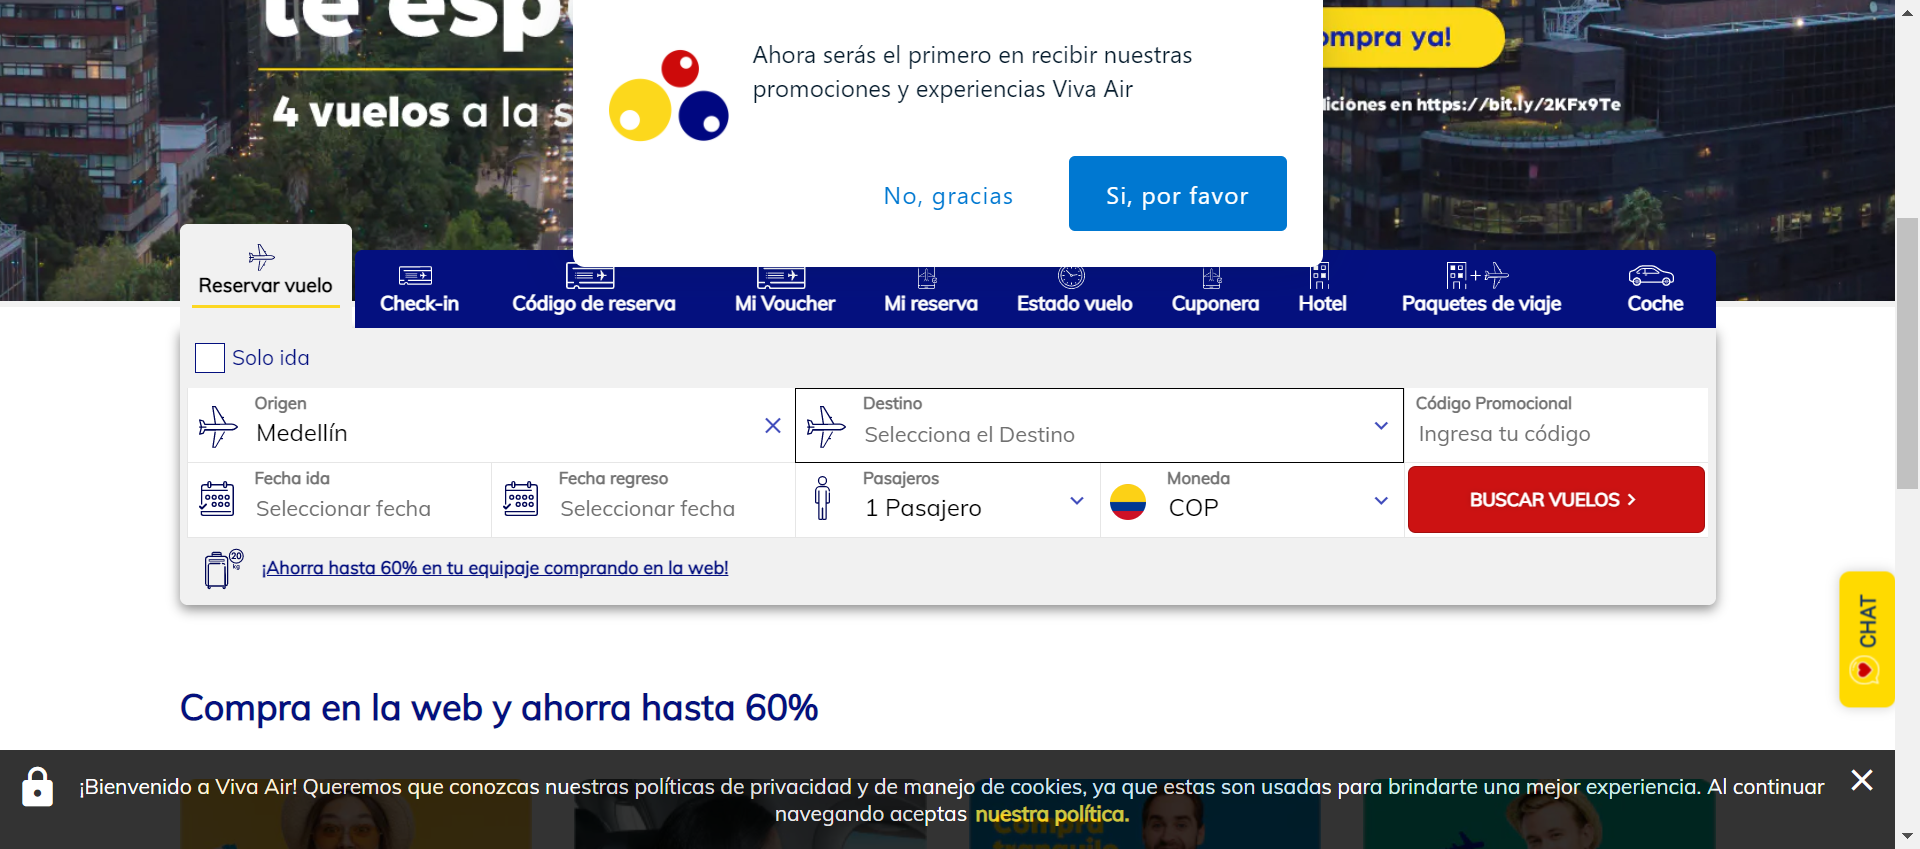 te esp
4 vuelos a la s
Ahora serás el primero en recibir nuestras
promociones y experiencias Viva Air
No, gracias
Si, por favor
ompra ya!
diciones en https://bit.ly/2KFx9Te
Reservar vuelo
Check-in
Código de reserva
Mi Voucher
Mi reserva
Estado vuelo
Cuponera
Hotel
Paquetes de viaje
Coche
Solo ida
Origen
Medellín
Destino
Selecciona el Destino
Código Promocional
Ingresa tu código
Fecha ida
Seleccionar fecha
Fecha regreso
Seleccionar fecha
Pasajeros
1 Pasajero
Moneda
COP
BUSCAR VUELOS >
20
kg
¡Ahorra hasta 60% en tu equipaje comprando en la web!
CHAT
Compra en la web y ahorra hasta 60%
¡Bienvenido a Viva Air! Queremos que conozcas nuestras políticas de privacidad y de manejo de cookies, ya que estas son usadas para brindarte una mejor experiencia. Al continuar
navegando aceptas nuestra política.
Compra
tranquilo